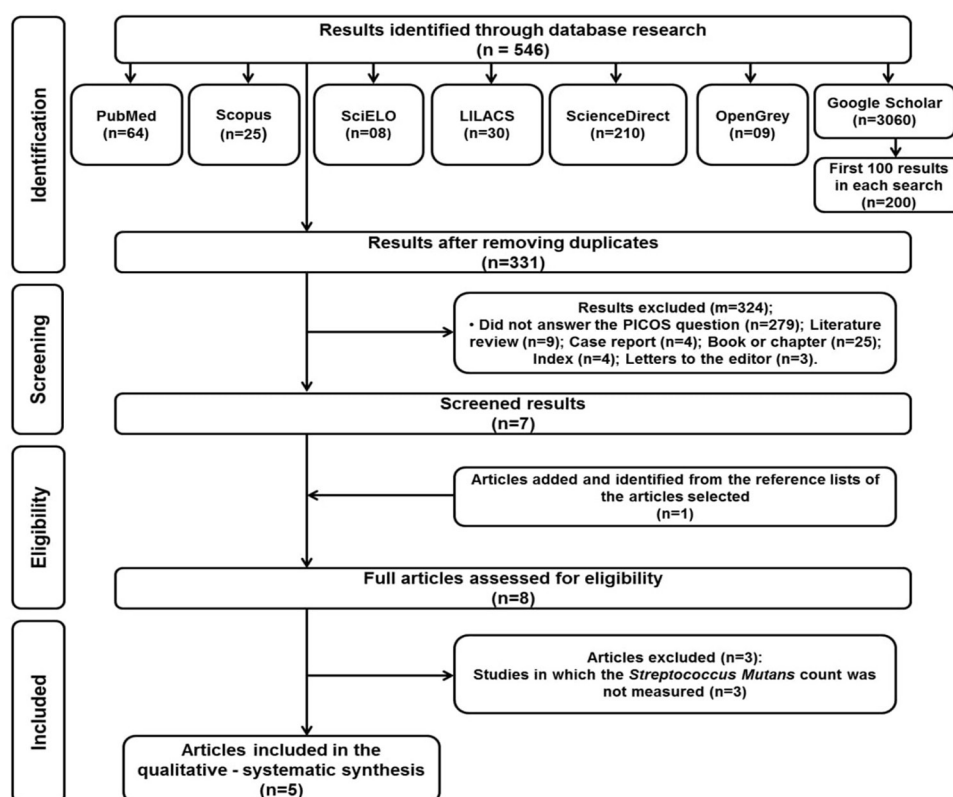 Identification
Results identified through database research
(n = 546)
PubMed
(n=64)
Scopus
(n=25)
SciELO
(n=08)
LILACS
(n=30)
ScienceDirect
(n=210)
OpenGrey
(n=09)
Google Scholar
(n=3060)
First 100 results
in each search
(n=200)
Results after removing duplicates
(n=331)
Screening
Results excluded (m=324);
• Did not answer the PICOS question (n=279); Literature
review (n=9); Case report (n=4); Book or chapter (n=25);
Index (n=4); Letters to the editor (n=3).
Screened results
(n=7)
Eligibility
Articles added and identified from the reference lists of
the articles selected
(n=1)
Full articles assessed for eligibility
(n=8)
Included
Articles excluded (n=3):
Studies in which the Streptococcus Mutans count was
not measured (n=3)
Articles included in the
qualitative - systematic synthesis
(n=5)